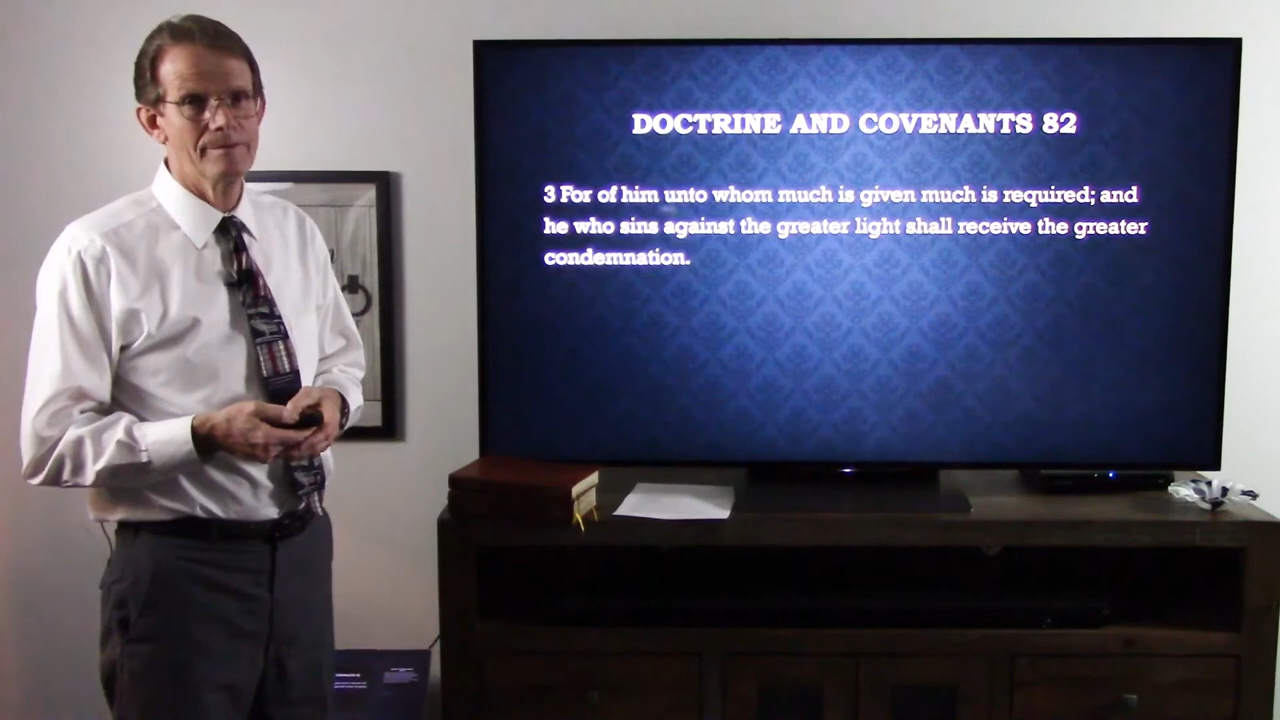 DOCTRINE AND COVENANTS 82
3 For of him unto whom much is given much is required; and
he who sins against the greater light shall receive the greater
condemnation.